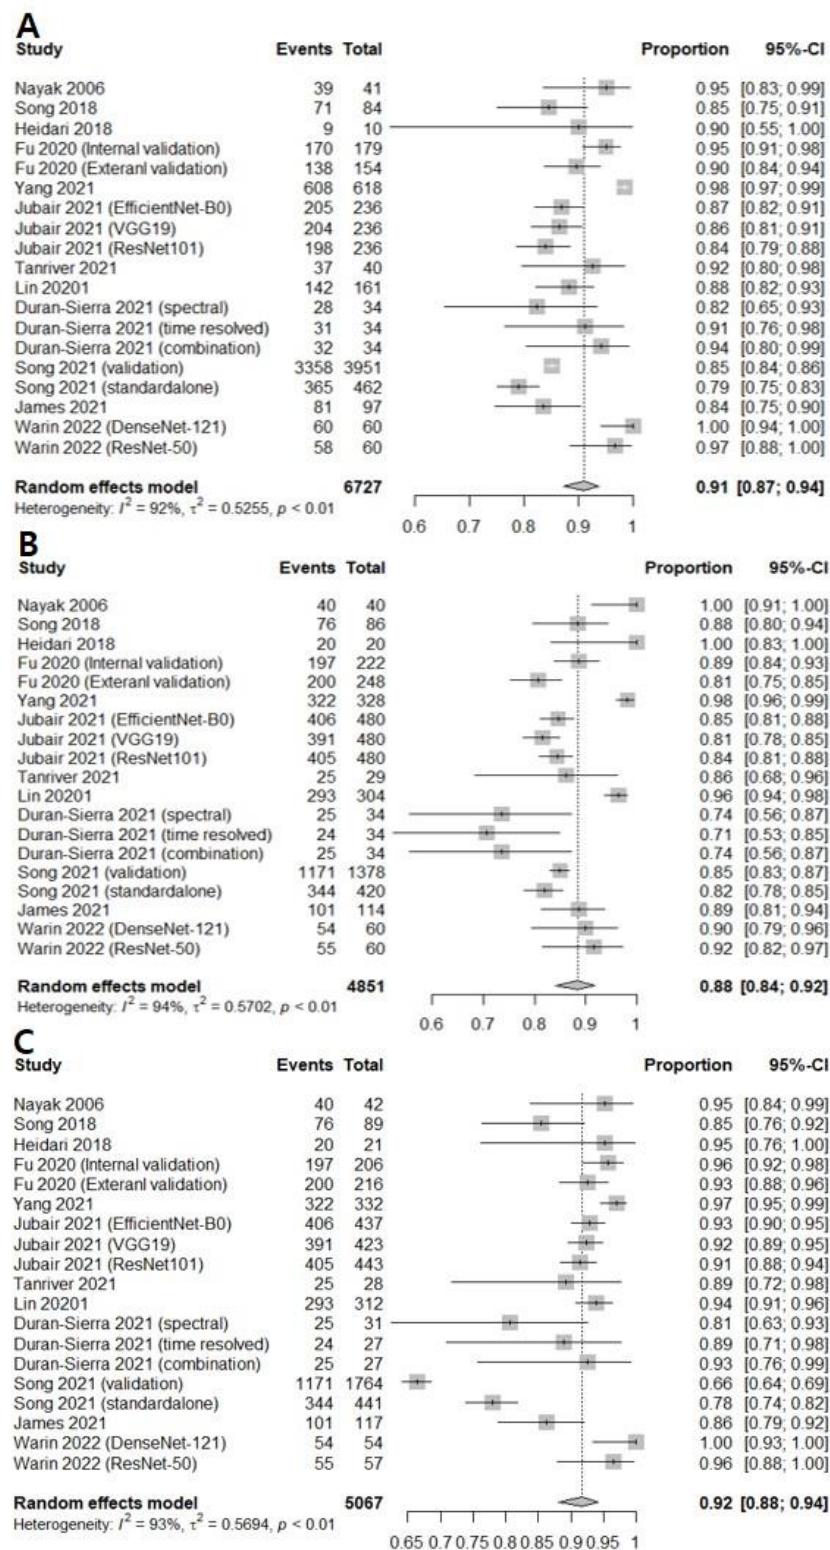 A
Study Events Total Proportion 95%-CI
Nayak 2006 39 41 0.95 [0.83; 0.99]
Song 2018 71 84 0.85 [0.75; 0.91]
Heidari 2018 9 10 0.90 [0.55; 1.00]
Fu 2020 (Internal validation) 170 179 0.95 [0.91; 0.98]
Fu 2020 (Exteranl validation) 138 154 0.90 [0.84; 0.94]
Yang 2021 608 618 0.98 [0.97; 0.99]
Jubair 2021 (EfficientNet-B0) 205 236 0.87 [0.82; 0.91]
Jubair 2021 (VGG19) 204 236 0.86 [0.81; 0.91]
Jubair 2021 (ResNet101) 198 236 0.84 [0.79; 0.88]
Tanriver 2021 37 40 0.92 [0.80; 0.98]
Lin 20201 142 161 0.88 [0.82; 0.93]
Duran-Sierra 2021 (spectral) 28 34 0.82 [0.65; 0.93]
Duran-Sierra 2021 (time resolved) 31 34 0.91 [0.76; 0.98]
Duran-Sierra 2021 (combination) 32 34 0.94 [0.80; 0.99]
Song 2021 (validation) 3358 3951 0.85 [0.84; 0.86]
Song 2021 (standardalone) 365 462 0.79 [0.75; 0.83]
James 2021 81 97 0.84 [0.75; 0.90]
Warin 2022 (DenseNet-121) 60 60 1.00 [0.94; 1.00]
Warin 2022 (ResNet-50) 58 60 0.97 [0.88; 1.00]
Random effects model 6727 0.91 [0.87; 0.94]
Heterogeneity: I² = 92%, τ² = 0.5255, p < 0.01
0.6 0.7 0.8 0.9 1
B
Study Events Total Proportion 95%-CI
Nayak 2006 40 40 1.00 [0.91; 1.00]
Song 2018 76 86 0.88 [0.80; 0.94]
Heidari 2018 20 20 1.00 [0.83; 1.00]
Fu 2020 (Internal validation) 197 222 0.89 [0.84; 0.93]
Fu 2020 (Exteranl validation) 200 248 0.81 [0.75; 0.85]
Yang 2021 322 328 0.98 [0.96; 0.99]
Jubair 2021 (EfficientNet-B0) 406 480 0.85 [0.81; 0.88]
Jubair 2021 (VGG19) 391 480 0.81 [0.78; 0.85]
Jubair 2021 (ResNet101) 405 480 0.84 [0.81; 0.88]
Tanriver 2021 25 29 0.86 [0.68; 0.96]
Lin 20201 293 304 0.96 [0.94; 0.98]
Duran-Sierra 2021 (spectral) 25 34 0.74 [0.56; 0.87]
Duran-Sierra 2021 (time resolved) 24 34 0.71 [0.53; 0.85]
Duran-Sierra 2021 (combination) 25 34 0.74 [0.56; 0.87]
Song 2021 (validation) 1171 1378 0.85 [0.83; 0.87]
Song 2021 (standardalone) 344 420 0.82 [0.78; 0.85]
James 2021 101 114 0.89 [0.81; 0.94]
Warin 2022 (DenseNet-121) 54 60 0.90 [0.79; 0.96]
Warin 2022 (ResNet-50) 55 60 0.92 [0.82; 0.97]
Random effects model 4851 0.88 [0.84; 0.92]
Heterogeneity: I² = 94%, τ² = 0.5702, p < 0.01
0.6 0.7 0.8 0.9 1
C
Study Events Total Proportion 95%-CI
Nayak 2006 40 42 0.95 [0.84; 0.99]
Song 2018 76 89 0.85 [0.76; 0.92]
Heidari 2018 20 21 0.95 [0.76; 1.00]
Fu 2020 (Internal validation) 197 206 0.96 [0.92; 0.98]
Fu 2020 (Exteranl validation) 200 216 0.93 [0.88; 0.96]
Yang 2021 322 332 0.97 [0.95; 0.99]
Jubair 2021 (EfficientNet-B0) 406 437 0.93 [0.90; 0.95]
Jubair 2021 (VGG19) 391 423 0.92 [0.89; 0.95]
Jubair 2021 (ResNet101) 405 443 0.91 [0.88; 0.94]
Tanriver 2021 25 28 0.89 [0.72; 0.98]
Lin 20201 293 312 0.94 [0.91; 0.96]
Duran-Sierra 2021 (spectral) 25 31 0.81 [0.63; 0.93]
Duran-Sierra 2021 (time resolved) 24 27 0.89 [0.71; 0.98]
Duran-Sierra 2021 (combination) 25 27 0.93 [0.76; 0.99]
Song 2021 (validation) 1171 1764 0.66 [0.64; 0.69]
Song 2021 (standardalone) 344 441 0.78 [0.74; 0.82]
James 2021 101 117 0.86 [0.79; 0.92]
Warin 2022 (DenseNet-121) 54 54 1.00 [0.93; 1.00]
Warin 2022 (ResNet-50) 55 57 0.96 [0.88; 1.00]
Random effects model 5067 0.92 [0.88; 0.94]
Heterogeneity: I² = 93%, τ² = 0.5694, p < 0.01
0.65 0.7 0.75 0.8 0.85 0.9 0.95 1